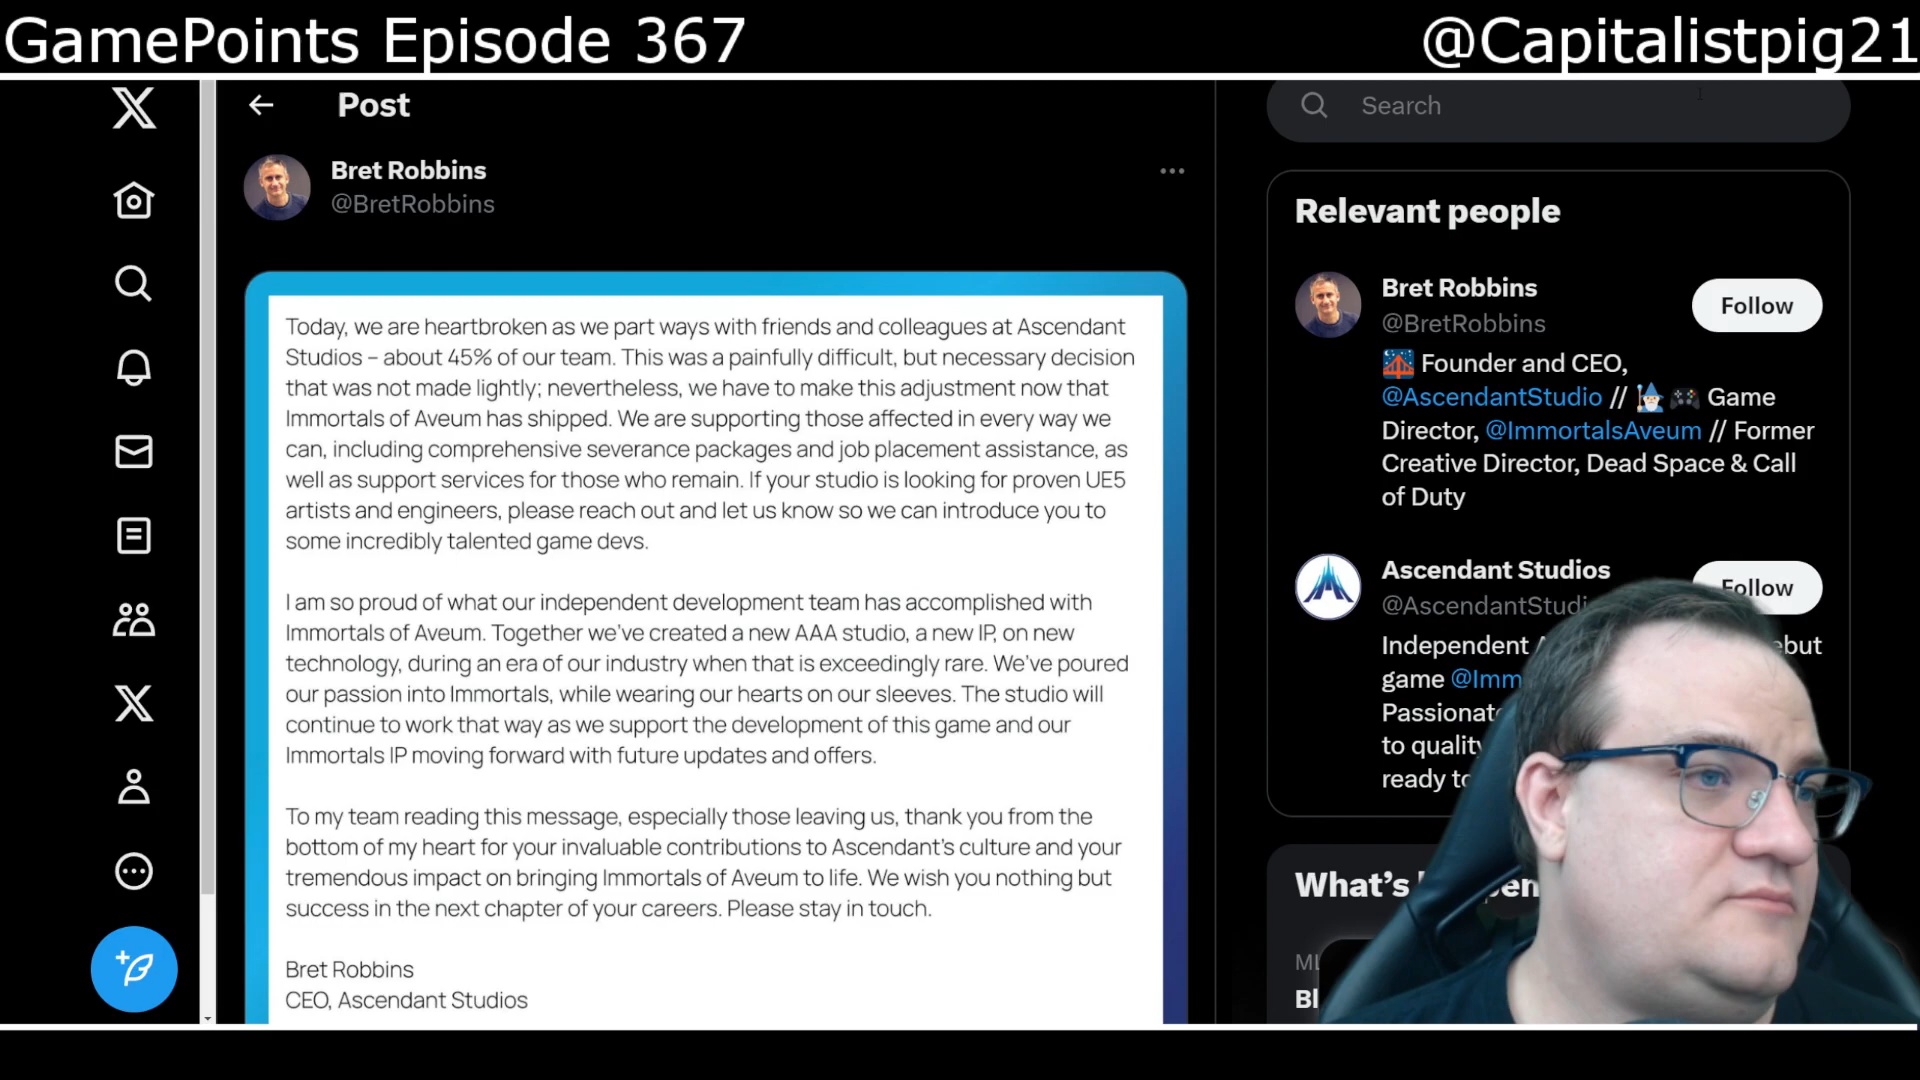 GamePoints Episode 367
@Capitalistpig21
Post
Bret Robbins
@BretRobbins
Today, we are heartbroken as we part ways with friends and colleagues at Ascendant
Studios – about 45% of our team. This was a painfully difficult, but necessary decision
that was not made lightly; nevertheless, we have to make this adjustment now that
Immortals of Aveum has shipped. We are supporting those affected in every way we
can, including comprehensive severance packages and job placement assistance, as
well as support services for those who remain. If your studio is looking for proven UE5
artists and engineers, please reach out and let us know so we can introduce you to
some incredibly talented game devs.
I am so proud of what our independent development team has accomplished with
Immortals of Aveum. Together we've created a new AAA studio, a new IP, on new
technology, during an era of our industry when that is exceedingly rare. We've poured
our passion into Immortals, while wearing our hearts on our sleeves. The studio will
continue to work that way as we support the development of this game and our
Immortals IP moving forward with future updates and offers.
To my team reading this message, especially those leaving us, thank you from the
bottom of my heart for your invaluable contributions to Ascendant's culture and your
tremendous impact on bringing Immortals of Aveum to life. We wish you nothing but
success in the next chapter of your careers. Please stay in touch.
Bret Robbins
CEO, Ascendant Studios
Search
Relevant people
Bret Robbins
@BretRobbins
Follow
Founder and CEO,
@AscendantStudio // Game
Director, @ImmortalsAveum // Former
Creative Director, Dead Space & Call
of Duty
Ascendant Studios
@AscendantStudi
Follow
Independent
game @Imm
to quality
ready to
What's